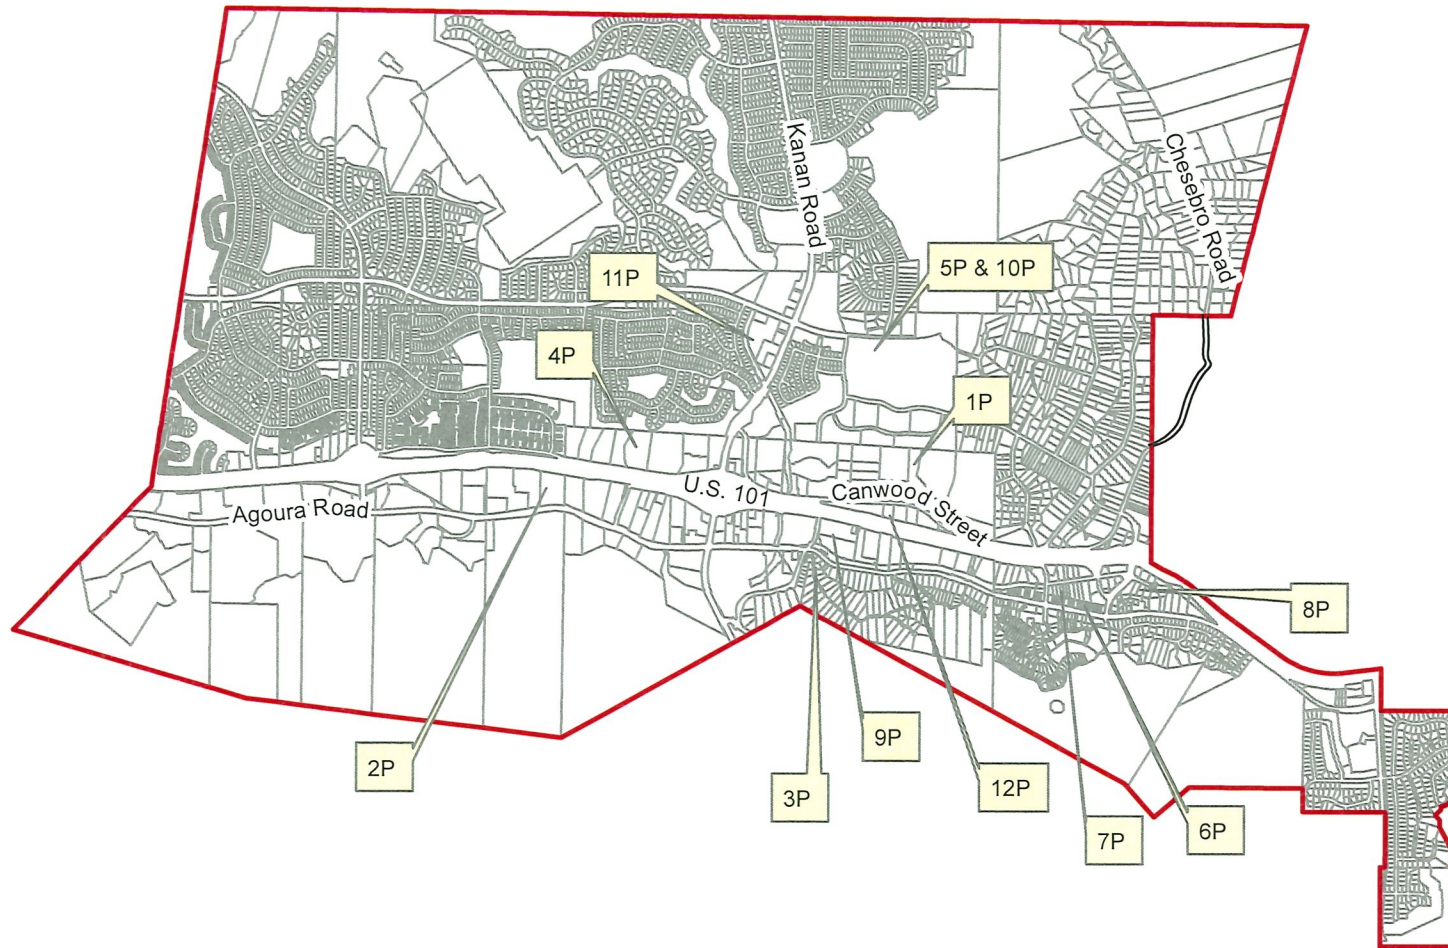 Kanan Road
Chesebro Road
11P
5P & 10P
4P
1P
U.S. 101
Canwood Street
Agoura Road
8P
2P
9P
3P
12P
7P
6P